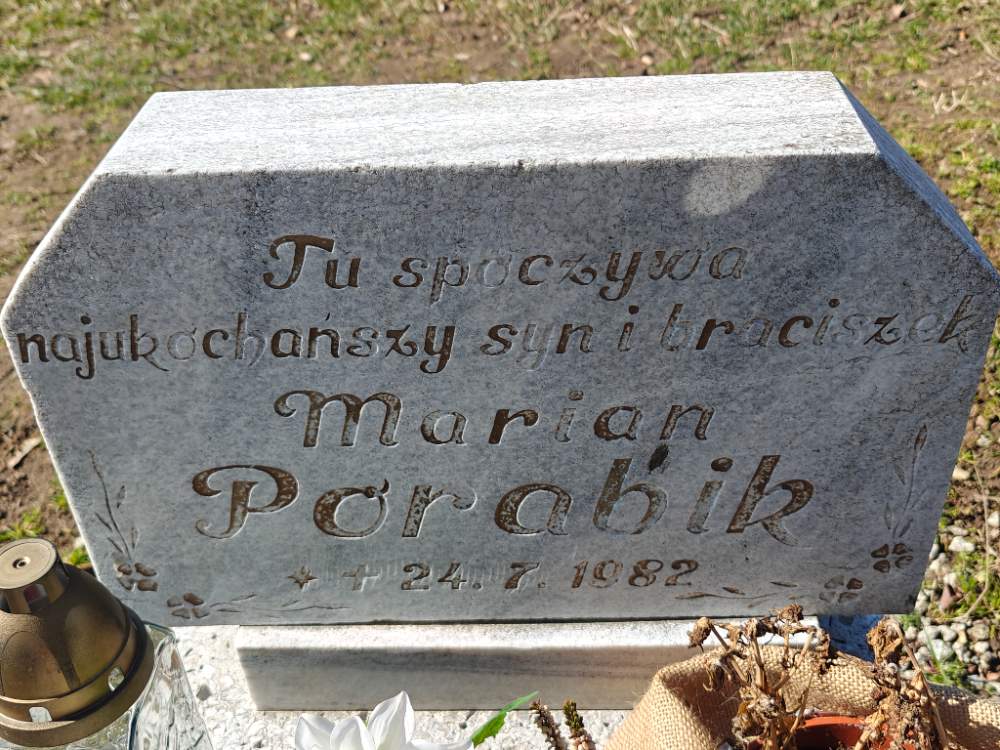 Tu spoczywa
najukochańszy syn i braciszek
Marian
Porabik
* + 24. 7. 1982